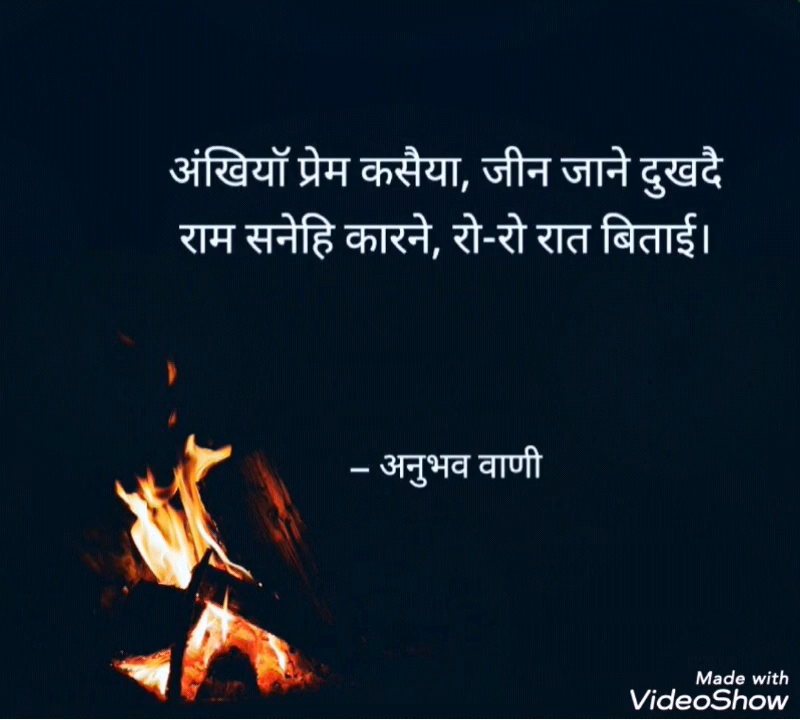 अंखियॉ प्रेम कसैया, जीन जाने दुखदै
राम सनेहि कारने, रो-रो रात बिताई।
– अनुभव वाणी
Made with
VideoShow